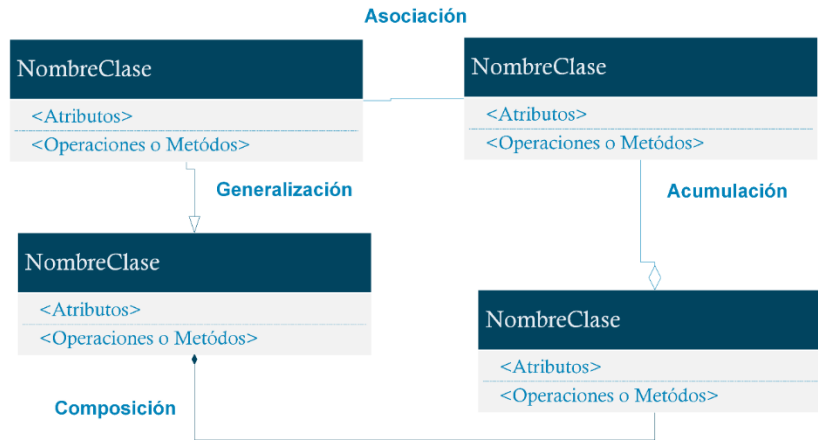 Asociación
NombreClase
<Atributos>
<Operaciones o Metódos>
NombreClase
<Atributos>
<Operaciones o Metódos>
Generalización
Acumulación
NombreClase
<Atributos>
<Operaciones o Metódos>
NombreClase
<Atributos>
<Operaciones o Metódos>
Composición